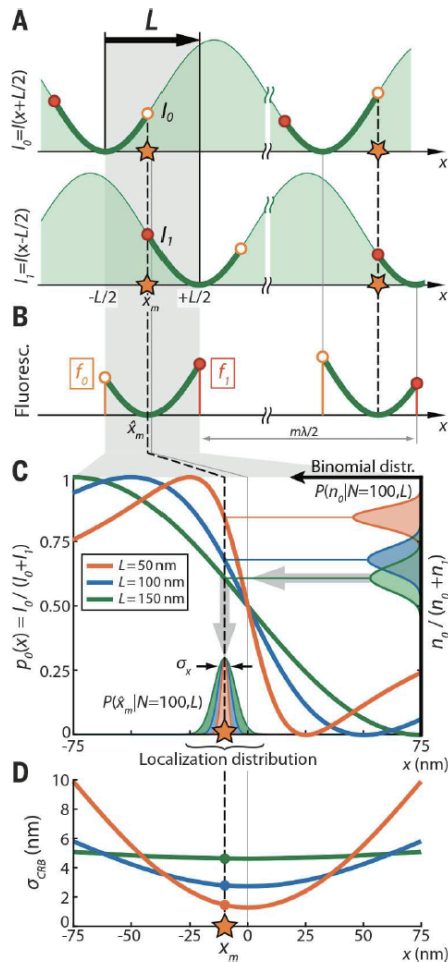 A
L
I₀=I(x+L/2)
I₀
x
I₁=I(x-L/2)
I₁
-L/2
xₘ
+L/2
x
B
Fluoresc.
f₀
f₁
x̂ₘ
mλ/2
x
C
Binomial distr.
P(n₀|N=100,L)
p₀(x) = I₀/(I₀+I₁)
1
0.75
0.50
0.25
0
L = 50 nm
L = 100 nm
L = 150 nm
n₀/(n₀+n₁)
σₓ
P(x̂ₘ|N=100,L)
-75
75
x (nm)
Localization distribution
D
σCRB (nm)
10
8
6
4
2
0
-75
-50
-25
0
25
50
75
xₘ
x (nm)